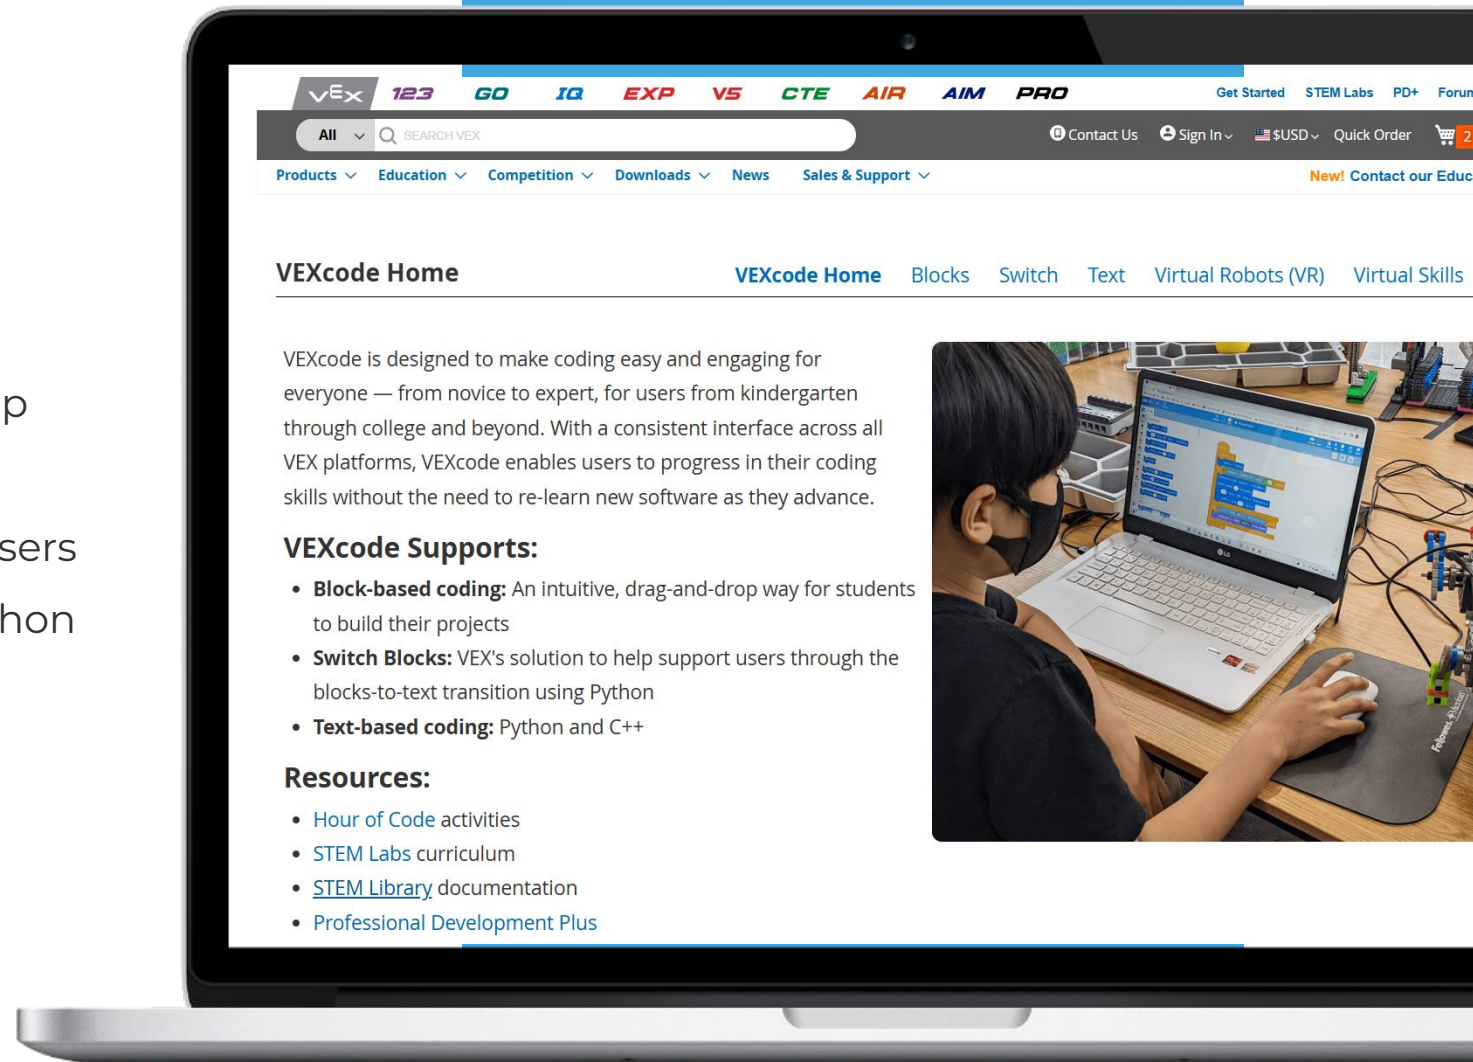 p
sers
hon
VEX 123 GO IQ EXP V5 CTE AIR AIM PRO Get Started STEM Labs PD+ Forum
All SEARCH VEX Contact Us Sign In $USD Quick Order 2
Products Education Competition Downloads News Sales & Support New! Contact our Educ
VEXcode Home VEXcode Home Blocks Switch Text Virtual Robots (VR) Virtual Skills
VEXcode is designed to make coding easy and engaging for
everyone — from novice to expert, for users from kindergarten
through college and beyond. With a consistent interface across all
VEX platforms, VEXcode enables users to progress in their coding
skills without the need to re-learn new software as they advance.
VEXcode Supports:
• Block-based coding: An intuitive, drag-and-drop way for students
to build their projects
• Switch Blocks: VEX's solution to help support users through the
blocks-to-text transition using Python
• Text-based coding: Python and C++
Resources:
• Hour of Code activities
• STEM Labs curriculum
• STEM Library documentation
• Professional Development Plus
LG
Fellowes